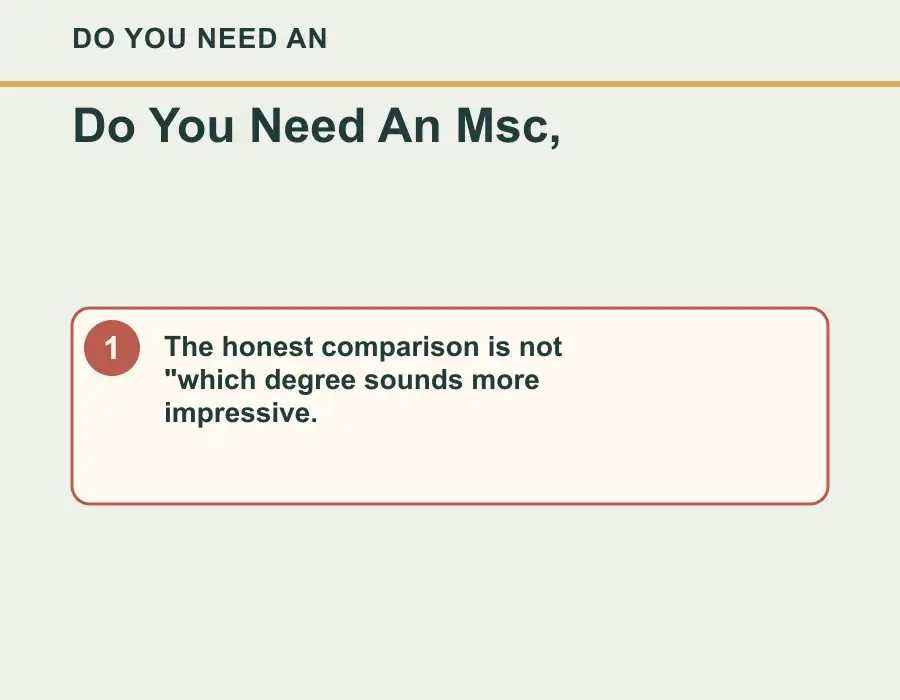 DO YOU NEED AN
Do You Need An Msc,
1
The honest comparison is not
"which degree sounds more
impressive.